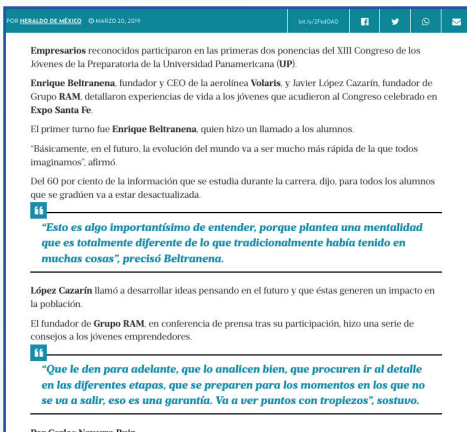 POR HERALDO DE MÉXICO MARZO 20, 2019 bit.ly/2FkdOAO
Empresarios reconocidos participaron en las primeras dos ponencias del XIII Congreso de los
Jóvenes de la Preparatoria de la Universidad Panamericana (UP).
Enrique Beltranena, fundador y CEO de la aerolínea Volaris, y Javier López Cazarín, fundador de
Grupo RAM, detallaron experiencias de vida a los jóvenes que acudieron al Congreso celebrado en
Expo Santa Fe.
El primer turno fue Enrique Beltranena, quien hizo un llamado a los alumnos.
“Básicamente, en el futuro, la evolución del mundo va a ser mucho más rápida de la que todos
imaginamos”, afirmó.
Del 60 por ciento de la información que se estudia durante la carrera, dijo, para todos los alumnos
que se gradúen va a estar desactualizada.
“Esto es algo importantísimo de entender, porque plantea una mentalidad
que es totalmente diferente de lo que tradicionalmente había tenido en
muchas cosas”, precisó Beltranena.
López Cazarín llamó a desarrollar ideas pensando en el futuro y que éstas generen un impacto en
la población.
El fundador de Grupo RAM, en conferencia de prensa tras su participación, hizo una serie de
consejos a los jóvenes emprendedores.
“Que le den para adelante, que lo analicen bien, que procuren ir al detalle
en las diferentes etapas, que se preparen para los momentos en los que no
se va a salir, eso es una garantía. Va a ver puntos con tropiezos”, sostuvo.
Por Carlos Navarro Ruiz